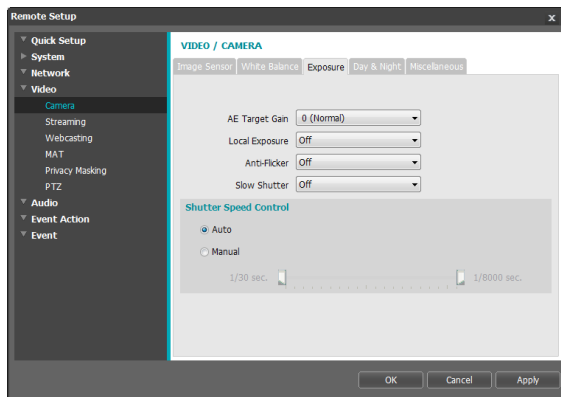 Remote Setup x
Quick Setup
System
Network
Video
Camera
Streaming
Webcasting
MAT
Privacy Masking
PTZ
Audio
Event Action
Event
VIDEO / CAMERA
Image Sensor White Balance Exposure Day & Night Miscellaneous
AE Target Gain 0 (Normal)
Local Exposure Off
Anti-Flicker Off
Slow Shutter Off
Shutter Speed Control
Auto
Manual
1/30 sec. 1/8000 sec.
OK Cancel Apply